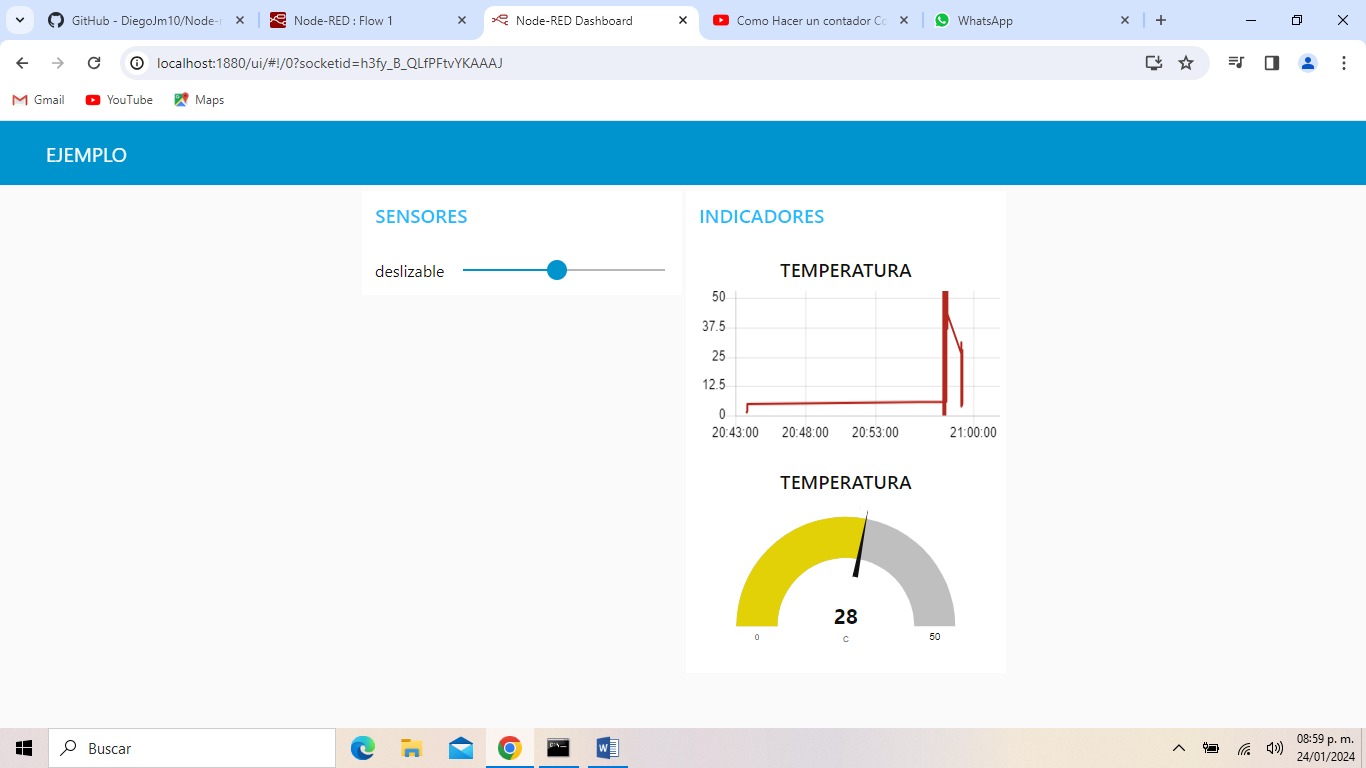 GitHub - DiegoJm10/Node-r
Node-RED : Flow 1
Node-RED Dashboard
Como Hacer un contador Co
WhatsApp
localhost:1880/ui/#!/0?socketid=h3fy_B_QLfPFtvYKAAAJ
Gmail
YouTube
Maps
EJEMPLO
SENSORES
deslizable
INDICADORES
TEMPERATURA
50
37.5
25
12.5
0
20:43:00 20:48:00 20:53:00 21:00:00
TEMPERATURA
28
0 C 50
Buscar
08:59 p. m.
24/01/2024